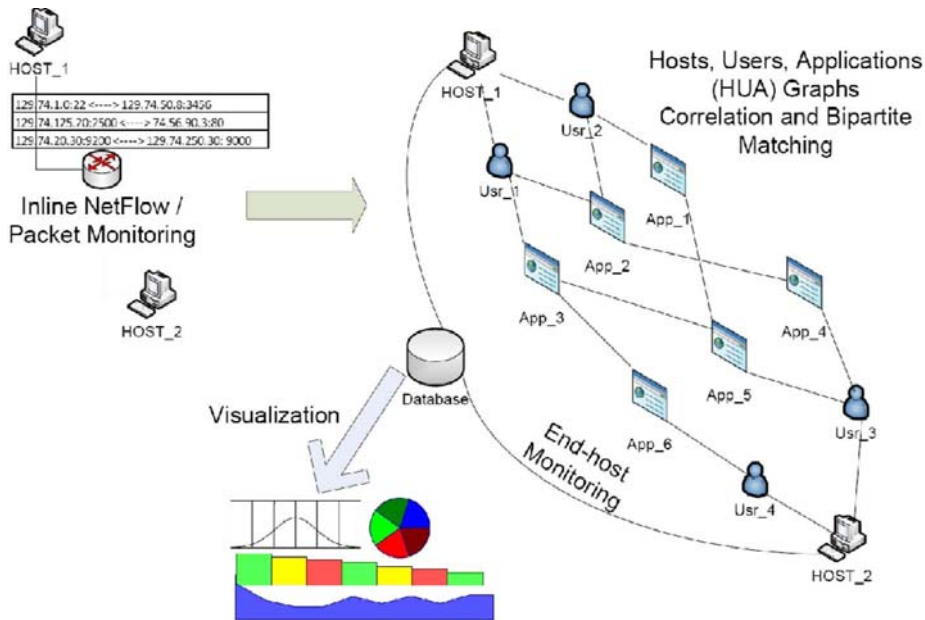 HOST_1
129.74.1.0:22 <----> 129.74.50.8:3456
129.74.125.20:2500 <----> 74.56.90.3:80
129.74.20.30:9200 <----> 129.74.250.30: 9000
Inline NetFlow /
Packet Monitoring
HOST_2
Hosts, Users, Applications
(HUA) Graphs
Correlation and Bipartite
Matching
HOST_1
Usr_2
Usr_1
App_1
App_2
App_3
App_4
App_5
App_6
Usr_3
Usr_4
HOST_2
Database
End-host
Monitoring
Visualization